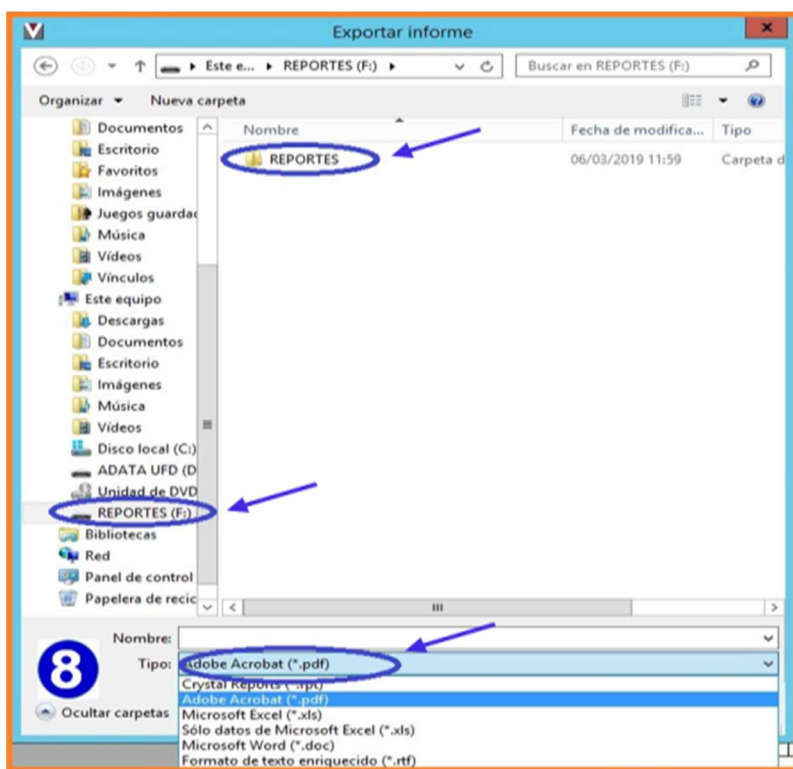 Exportar informe
Este e... REPORTES (F:)
Buscar en REPORTES (F:)
Organizar Nueva carpeta
Nombre Fecha de modifica... Tipo
REPORTES 06/03/2019 11:59 Carpeta d
Documentos
Escritorio
Favoritos
Imágenes
Juegos guardad
Música
Vídeos
Vínculos
Este equipo
Descargas
Documentos
Escritorio
Imágenes
Música
Vídeos
Disco local (C:)
ADATA UFD (D
Unidad de DVD
REPORTES (F:)
Bibliotecas
Red
Panel de control
Papelera de recic
Nombre:
8
Tipo: Adobe Acrobat (*.pdf)
Crystal Reports (*.rpt)
Adobe Acrobat (*.pdf)
Microsoft Excel (*.xls)
Sólo datos de Microsoft Excel (*.xls)
Microsoft Word (*.doc)
Formato de texto enriquecido (*.rtf)
Ocultar carpetas